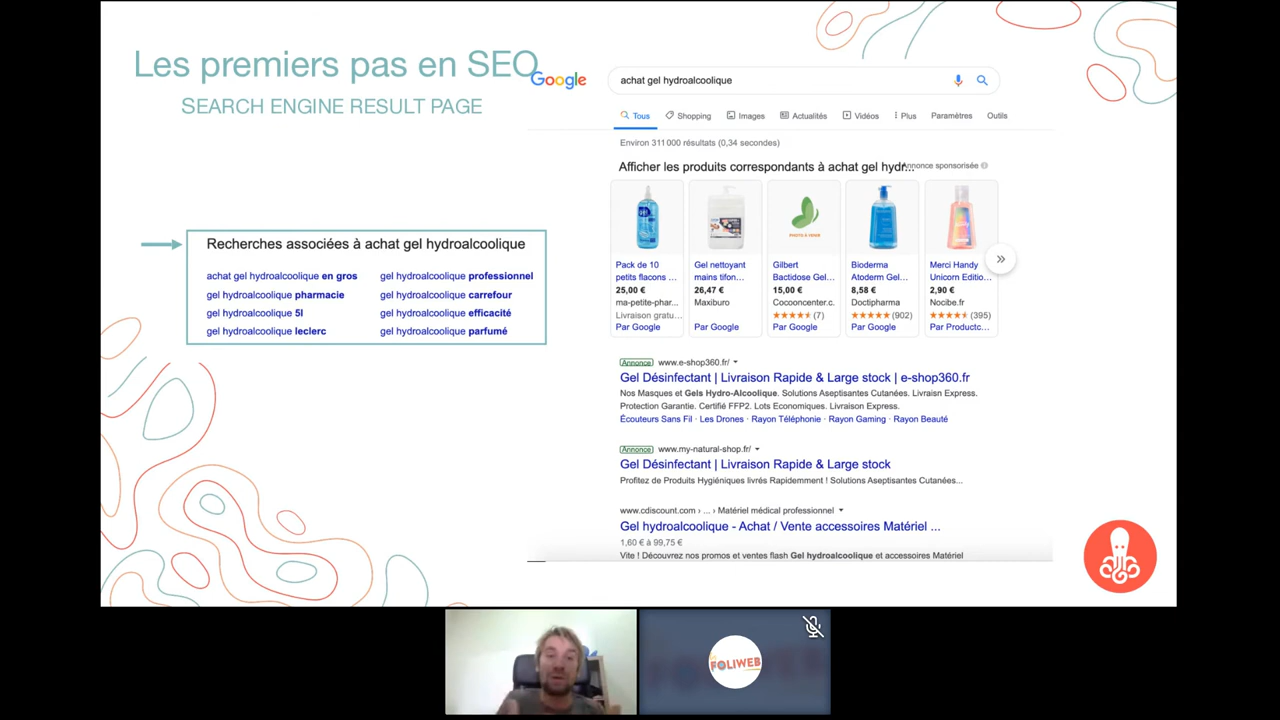 Les premiers pas en SEO
SEARCH ENGINE RESULT PAGE
Recherches associées à achat gel hydroalcoolique
achat gel hydroalcoolique en gros
gel hydroalcoolique professionnel
gel hydroalcoolique pharmacie
gel hydroalcoolique carrefour
gel hydroalcoolique 5l
gel hydroalcoolique efficacité
gel hydroalcoolique leclerc
gel hydroalcoolique parfumé
Google
achat gel hydroalcoolique
Tous Shopping Images Actualités Vidéos Plus Paramètres Outils
Environ 311 000 résultats (0,34 secondes)
Afficher les produits correspondants à achat gel hydr...
Annonce sponsorisée
Pack de 10
petits flacons ...
25,00 €
ma-petite-phar...
Livraison gratu...
Par Google
Gel nettoyant
mains tifon...
26,47 €
Maxiburo
Par Google
PHOTO À VENIR
Gilbert
Bactidose Gel...
15,00 €
Cocooncenter.c.
(7)
Par Google
Bioderma
Atoderm Gel...
8,58 €
Doctipharma
(902)
Par Google
Merci Handy
Unicorn Editio...
2,90 €
Nocibe.fr
(395)
Par Productc...
Annonce www.e-shop360.fr/
Gel Désinfectant | Livraison Rapide & Large stock | e-shop360.fr
Nos Masques et Gels Hydro-Alcoolique. Solutions Aseptisantes Cutanées. Livraisn Express.
Protection Garantie. Certifié FFP2. Lots Economiques. Livraison Express.
Écouteurs Sans Fil · Les Drones · Rayon Téléphonie · Rayon Gaming · Rayon Beauté
Annonce www.my-natural-shop.fr/
Gel Désinfectant | Livraison Rapide & Large stock
Profitez de Produits Hygiéniques livrés Rapidemment ! Solutions Aseptisantes Cutanées...
www.cdiscount.com › ... › Matériel médical professionnel
Gel hydroalcoolique - Achat / Vente accessoires Matériel ...
1,60 € à 99,75 €
Vite ! Découvrez nos promos et ventes flash Gel hydroalcoolique et accessoires Matériel
FOLIWEB